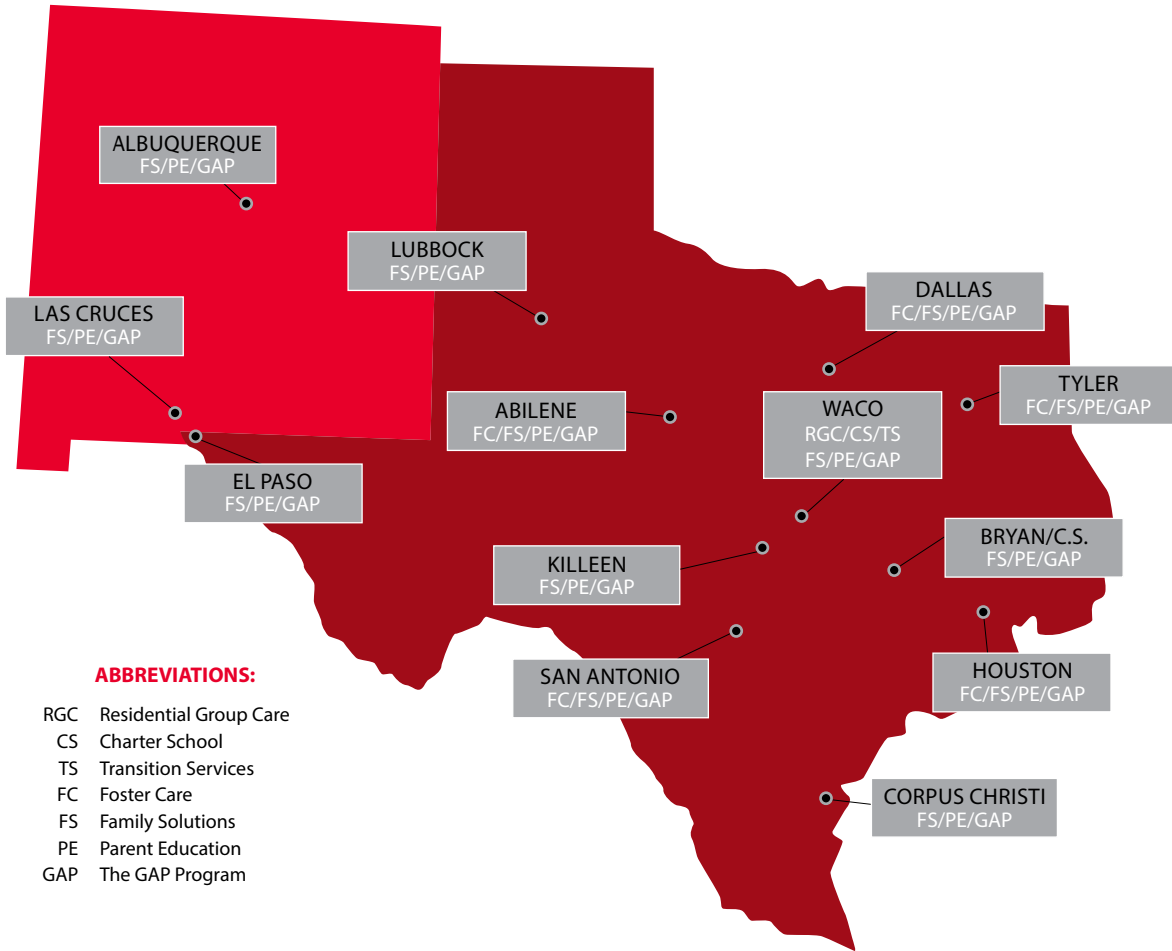 ALBUQUERQUE
FS/PE/GAP
LUBBOCK
FS/PE/GAP
DALLAS
FC/FS/PE/GAP
LAS CRUCES
FS/PE/GAP
TYLER
FC/FS/PE/GAP
ABILENE
FC/FS/PE/GAP
WACO
RGC/CS/TS
FS/PE/GAP
EL PASO
FS/PE/GAP
BRYAN/C.S.
FS/PE/GAP
KILLEEN
FS/PE/GAP
SAN ANTONIO
FC/FS/PE/GAP
HOUSTON
FC/FS/PE/GAP
CORPUS CHRISTI
FS/PE/GAP
ABBREVIATIONS:
RGC Residential Group Care
CS Charter School
TS Transition Services
FC Foster Care
FS Family Solutions
PE Parent Education
GAP The GAP Program